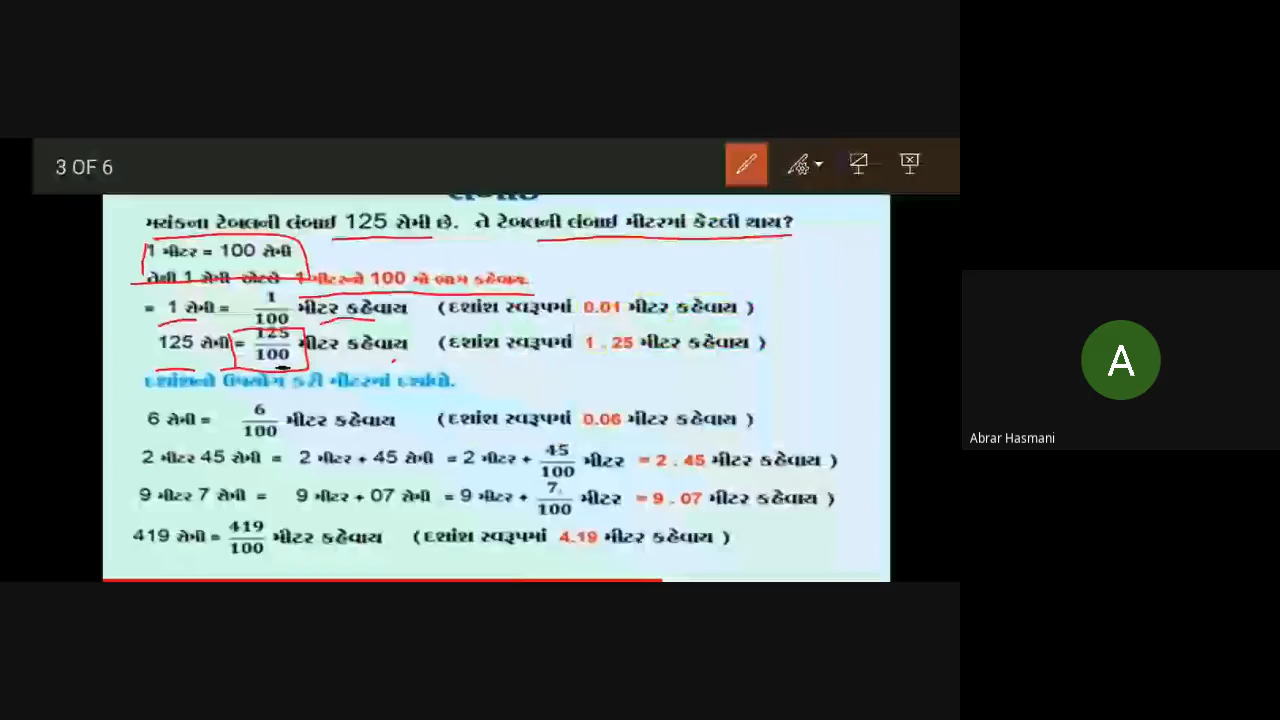 3 OF 6
લંબાઈ
મયંકના ટેબલની લંબાઈ 125 સેમી છે. તે ટેબલની લંબાઈ મીટરમાં કેટલી થાય?
1 મીટર = 100 સેમી
તેથી 1 સેમી એટલે 1 મીટરનો 100 મો ભાગ કહેવાય.
= 1 સેમી = 1/100 મીટર કહેવાય (દશાંશ સ્વરૂપમાં 0.01 મીટર કહેવાય )
125 સેમી = 125/100 મીટર કહેવાય (દશાંશ સ્વરૂપમાં 1 . 25 મીટર કહેવાય )
દશાંશનો ઉપયોગ કરી મીટરમાં દર્શાવો.
6 સેમી = 6/100 મીટર કહેવાય (દશાંશ સ્વરૂપમાં 0.06 મીટર કહેવાય )
2 મીટર 45 સેમી = 2 મીટર + 45 સેમી = 2 મીટર + 45/100 મીટર = 2 . 45 મીટર કહેવાય )
9 મીટર 7 સેમી = 9 મીટર + 07 સેમી = 9 મીટર + 7/100 મીટર = 9 . 07 મીટર કહેવાય )
419 સેમી = 419/100 મીટર કહેવાય (દશાંશ સ્વરૂપમાં 4.19 મીટર કહેવાય )
A
Abrar Hasmani